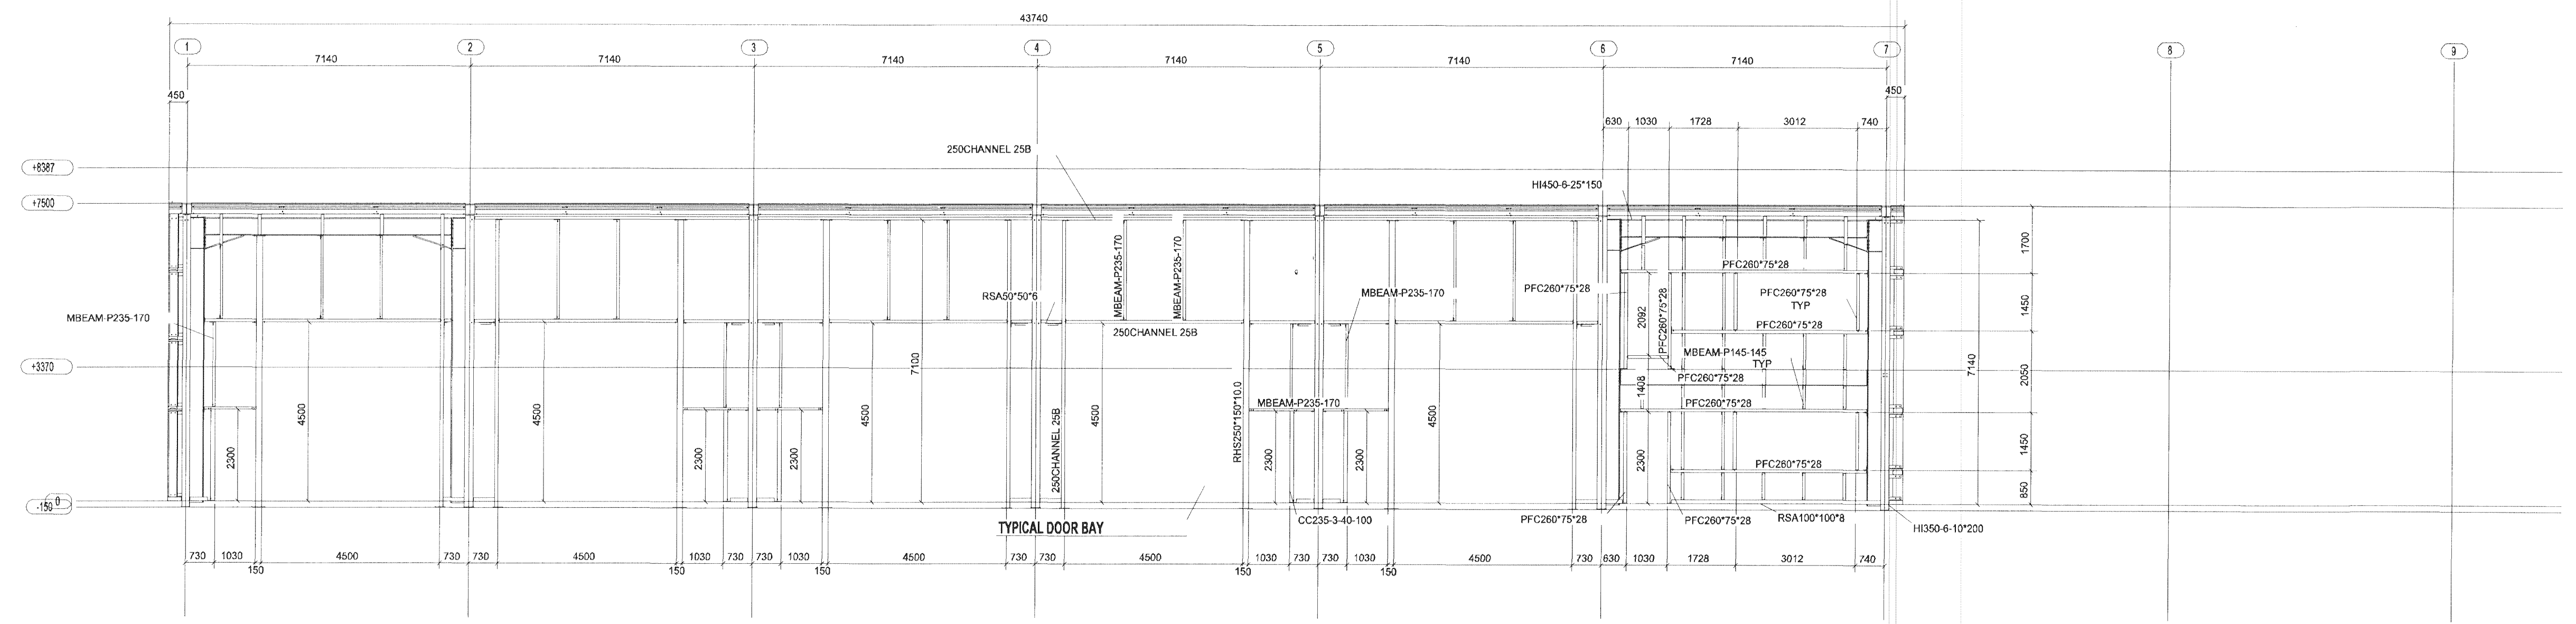 43740
1 2 3 4 5 6 7 8 9
7140 7140 7140 7140 7140 7140
450 450
630 1030 1728 3012 740
250CHANNEL 25B
+8387
HI450-6-25*150
+7500
1700
PFC260*75*28
MBEAM-P235-170
MBEAM-P235-170
PFC260*75*28
MBEAM-P235-170
RSA50*50*6
PFC260*75*28
TYP
1450
2092
PFC260*75*28
MBEAM-P235-170
PFC260*75*28
250CHANNEL 25B
MBEAM-P145-145
TYP
7100
7140
+3370
PFC260*75*28
2050
1408
PFC260*75*28
MBEAM-P235-170
RHS250*150*10.0
4500 4500 4500 4500 4500
2300 2300 2300 2300 2300 2300
250CHANNEL 25B
1450
PFC260*75*28
850
0
-150
TYPICAL DOOR BAY
CC235-3-40-100
PFC260*75*28
PFC260*75*28
RSA100*100*8
HI350-6-10*200
730 1030 4500 730 730 4500 1030 730 730 1030 4500 730 730 4500 1030 730 730 1030 4500 730 630 1030 1728 3012 740
150 150 150 150 150